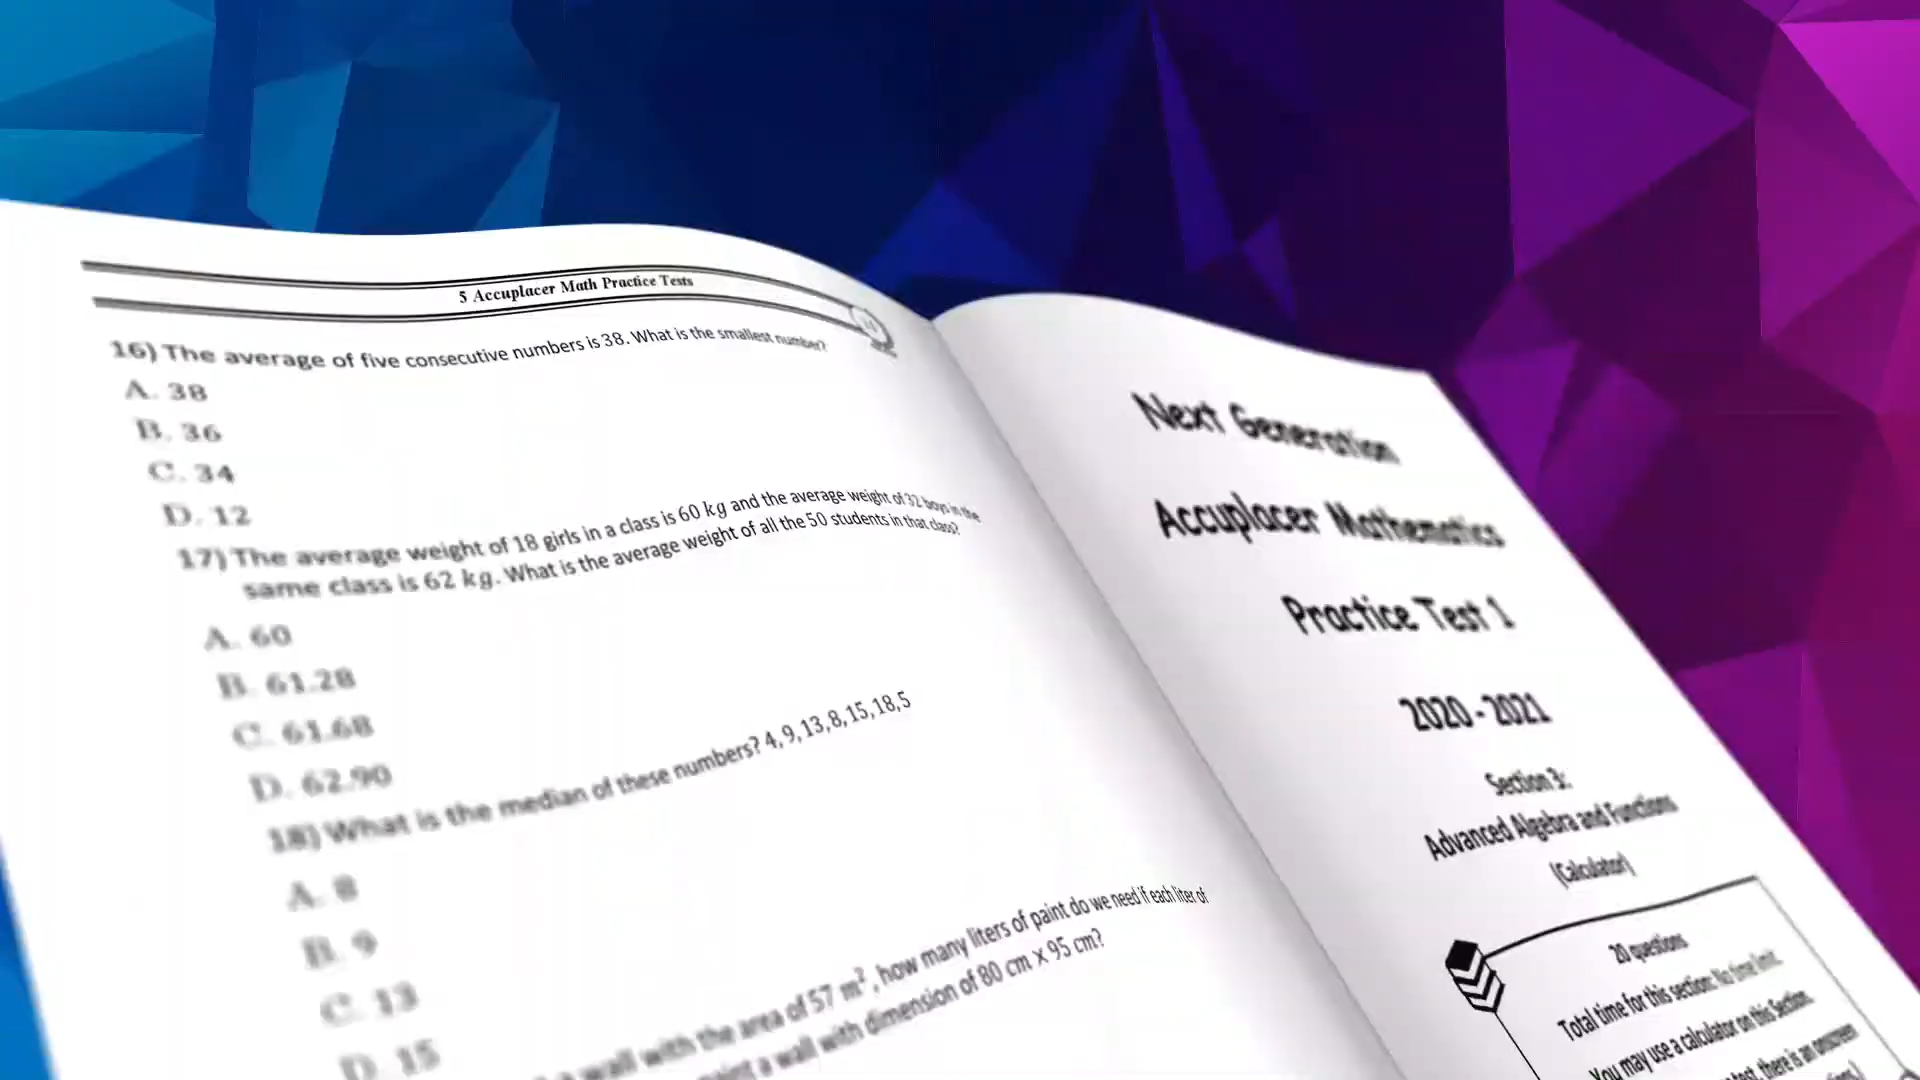 5 Accuplacer Math Practice Tests
16) The average of five consecutive numbers is 38. What is the smallest number?
A. 38
B. 36
C. 34
D. 12
17) The average weight of 18 girls in a class is 60 kg and the average weight of 32 boys in the
same class is 62 kg. What is the average weight of all the 50 students in that class?
A. 60
B. 61.28
C. 61.68
D. 62.90
18) What is the median of these numbers? 4, 9, 13, 8, 15, 18, 5
A. 8
B. 9
C. 13
D. 15
a wall with the area of 57 m², how many liters of paint do we need if each liter of
paint a wall with dimension of 80 cm × 95 cm?
Next Generation
Accuplacer Mathematics
Practice Test 1
2020 - 2021
Section 3:
Advanced Algebra and Functions
(Calculator)
20 questions
Total time for this section: No time limit.
You may use a calculator on this Section.
test, there is an onscreen